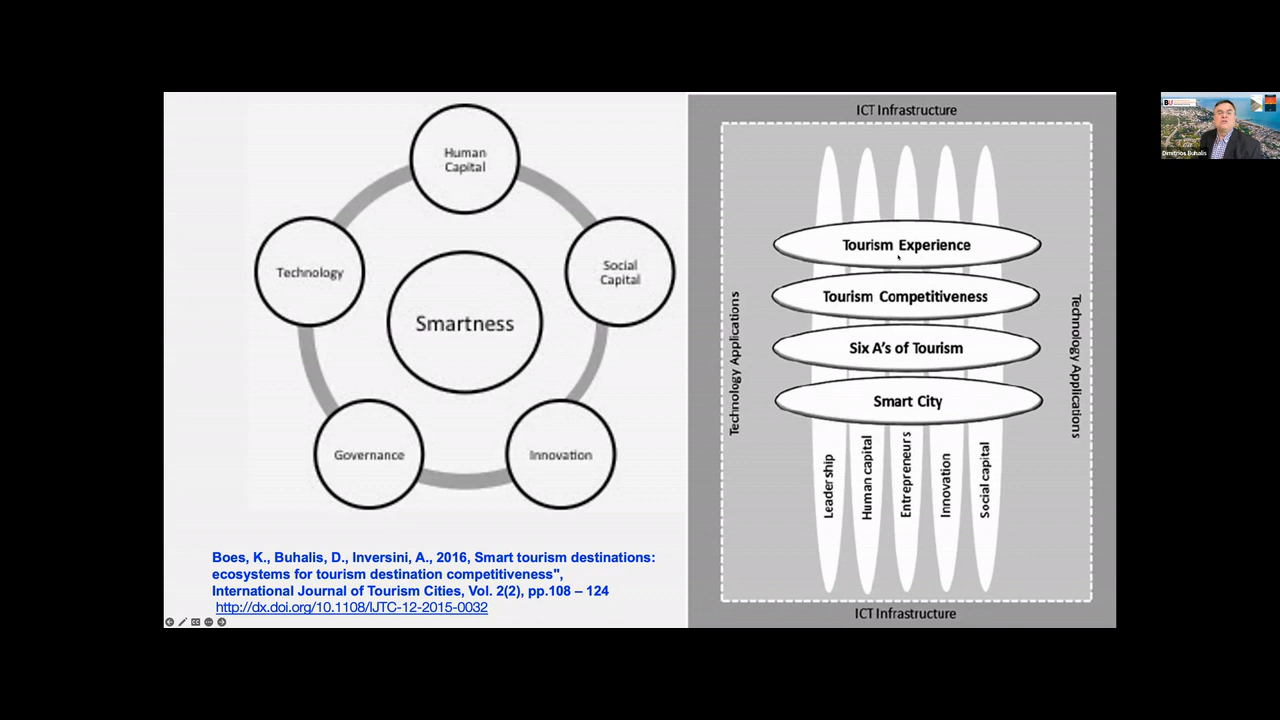 Human
Capital
Technology
Social
Capital
Smartness
Governance
Innovation
Boes, K., Buhalis, D., Inversini, A., 2016, Smart tourism destinations:
ecosystems for tourism destination competitiveness",
International Journal of Tourism Cities, Vol. 2(2), pp.108 – 124
http://dx.doi.org/10.1108/IJTC-12-2015-0032
ICT Infrastructure
Technology Applications
Tourism Experience
Tourism Competitiveness
Six A's of Tourism
Smart City
Leadership
Human capital
Entrepreneurs
Innovation
Social capital
Technology Applications
ICT Infrastructure
BU
Dimitrios Buhalis